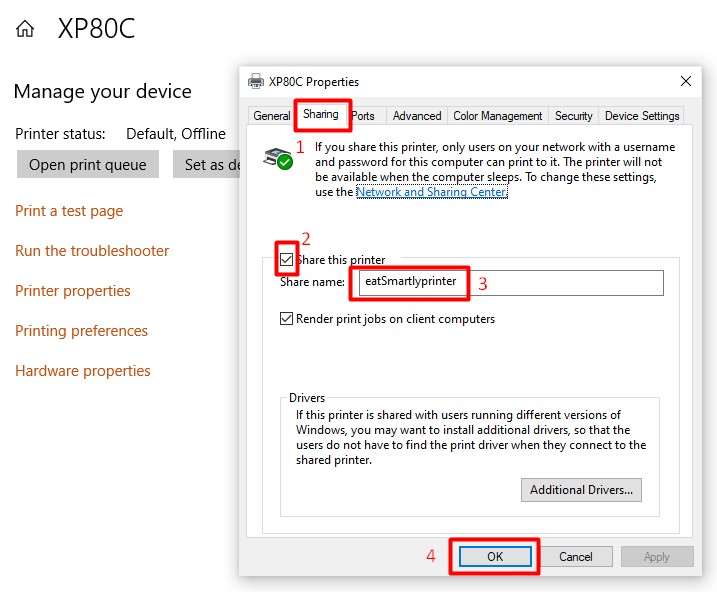 XP80C
Manage your device
Printer status: Default, Offline
Open print queue
Set as de
Print a test page
Run the troubleshooter
Printer properties
Printing preferences
Hardware properties
XP80C Properties
General Sharing Ports Advanced Color Management Security Device Settings
1
If you share this printer, only users on your network with a username
and password for this computer can print to it. The printer will not
be available when the computer sleeps. To change these settings,
use the Network and Sharing Center.
2
Share this printer
Share name: eatSmartlyprinter 3
Render print jobs on client computers
Drivers
If this printer is shared with users running different versions of
Windows, you may want to install additional drivers, so that the
users do not have to find the print driver when they connect to the
shared printer.
Additional Drivers...
4 OK Cancel Apply